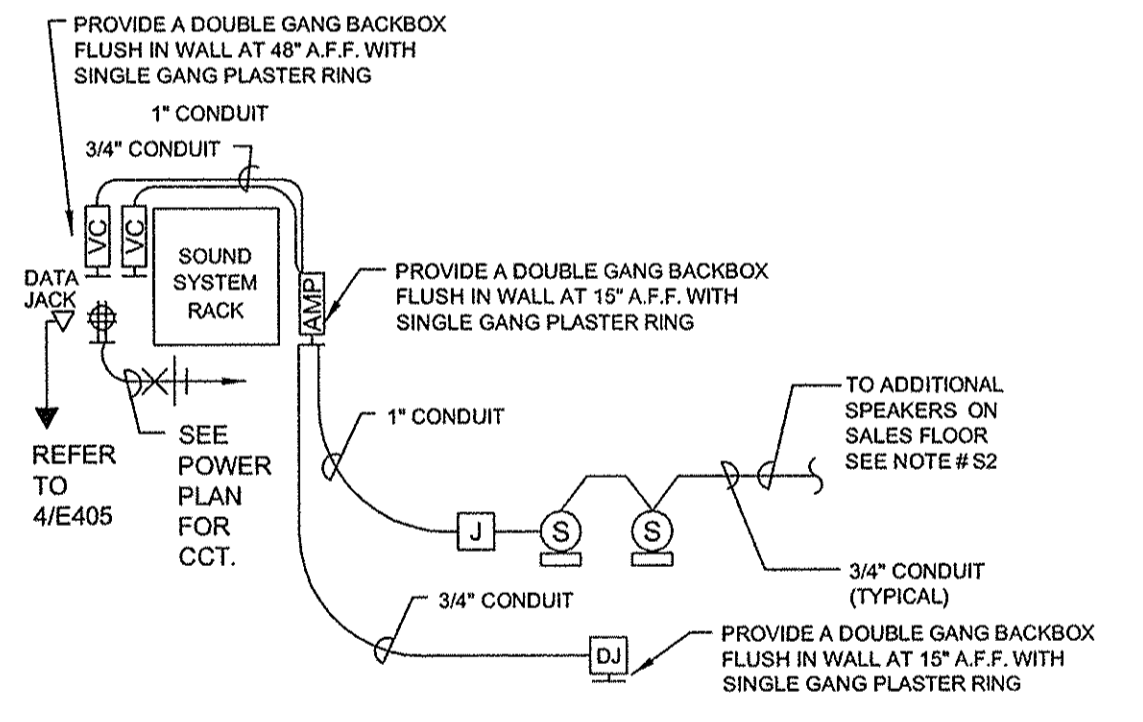 PROVIDE A DOUBLE GANG BACKBOX
FLUSH IN WALL AT 48" A.F.F. WITH
SINGLE GANG PLASTER RING
1" CONDUIT
3/4" CONDUIT
VC
VC
SOUND
SYSTEM
RACK
DATA
JACK
AMP
PROVIDE A DOUBLE GANG BACKBOX
FLUSH IN WALL AT 15" A.F.F. WITH
SINGLE GANG PLASTER RING
REFER
TO
4/E405
SEE
POWER
PLAN
FOR
CCT.
1" CONDUIT
TO ADDITIONAL
SPEAKERS ON
SALES FLOOR
SEE NOTE # S2
J
S
S
3/4" CONDUIT
(TYPICAL)
3/4" CONDUIT
DJ
PROVIDE A DOUBLE GANG BACKBOX
FLUSH IN WALL AT 15" A.F.F. WITH
SINGLE GANG PLASTER RING